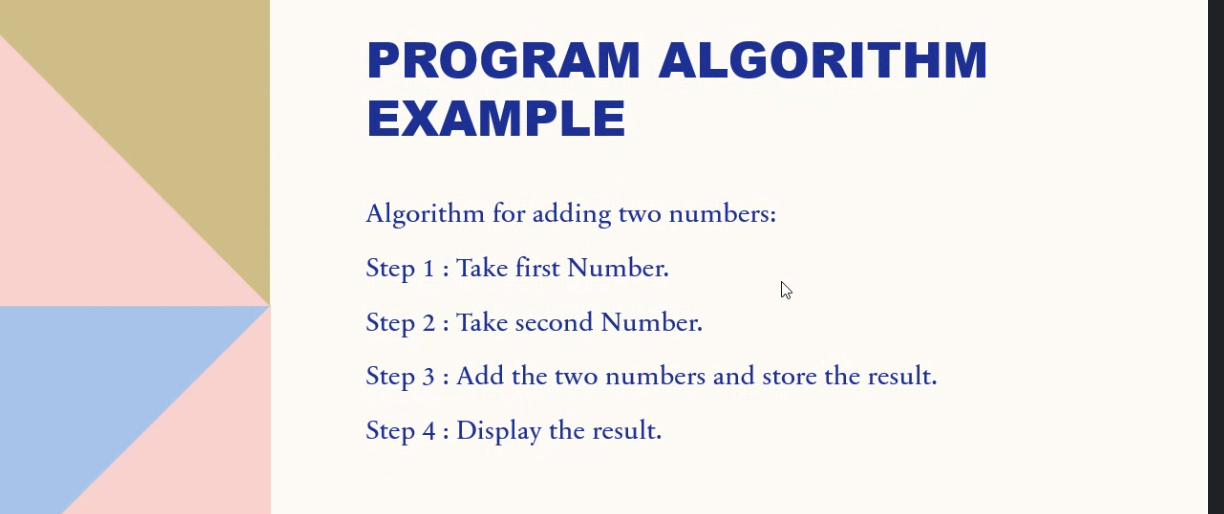 PROGRAM ALGORITHM
EXAMPLE
Algorithm for adding two numbers:
Step 1 : Take first Number.
Step 2 : Take second Number.
Step 3 : Add the two numbers and store the result.
Step 4 : Display the result.